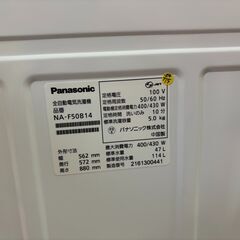 Panasonic
全自動電気洗濯機
品番
NA-F50B14
外形寸法
幅 562 mm
奥行 572 mm
高さ 880 mm
定格電圧 100 V
定格周波数 50/60 Hz
電動機定格消費電力 400/430 W
定格時間 洗いのみ 10 分
標準洗濯容量 5.0 kg
パナソニック株式会社
中国製
最大消費電力 400/430 W
標準水量 47 L
標準使用水量 114 L
製造番号 2161300441